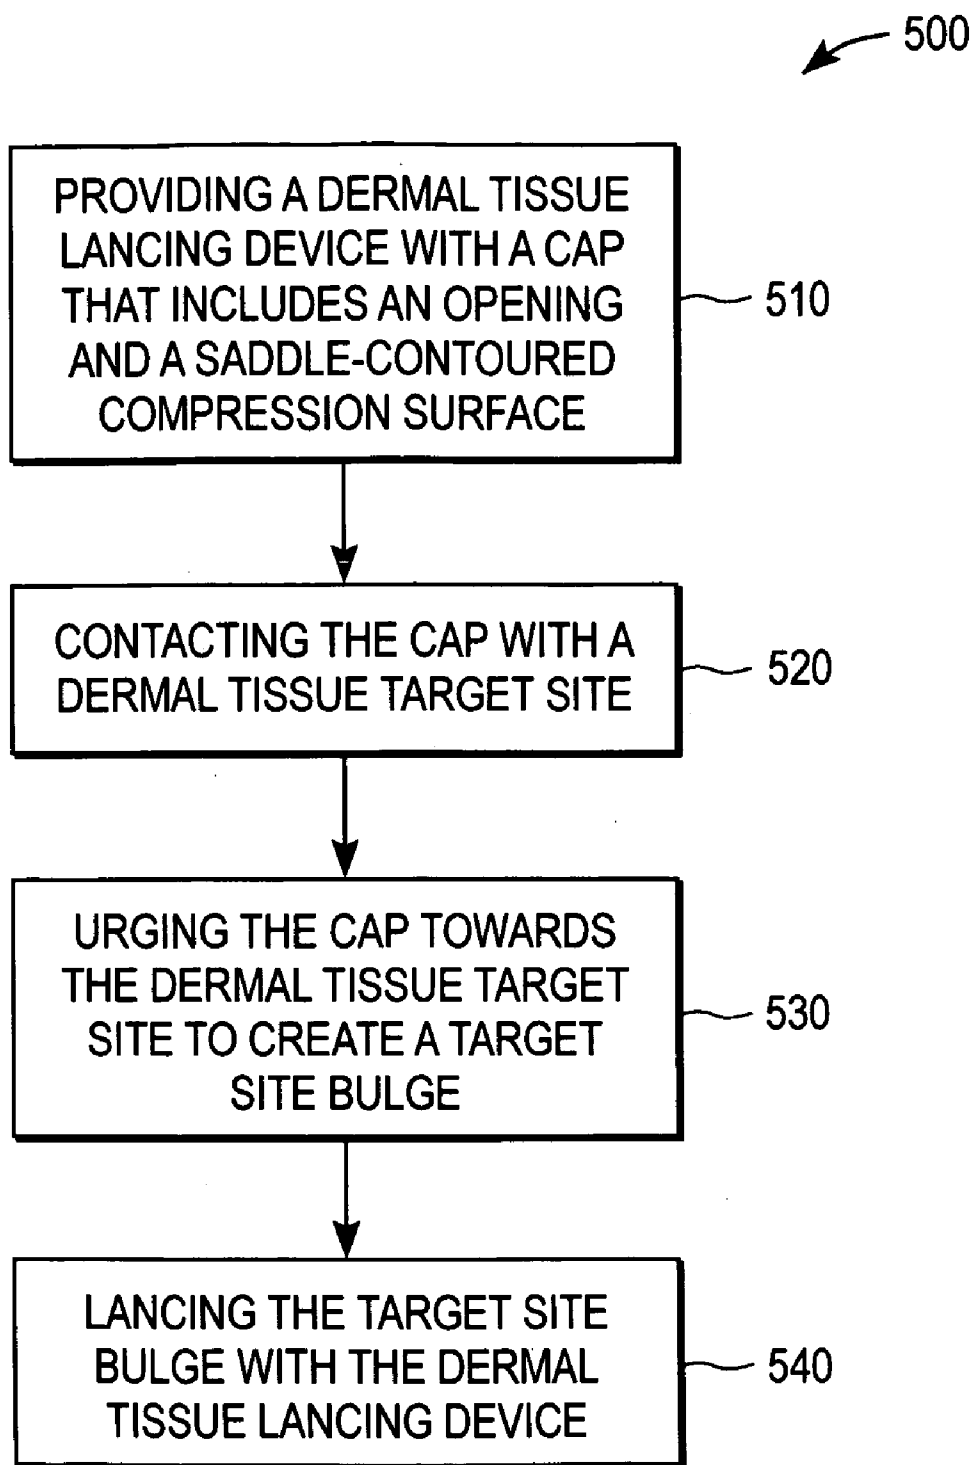 500
PROVIDING A DERMAL TISSUE
LANCING DEVICE WITH A CAP
THAT INCLUDES AN OPENING
AND A SADDLE-CONTOURED
COMPRESSION SURFACE
510
CONTACTING THE CAP WITH A
DERMAL TISSUE TARGET SITE
520
URGING THE CAP TOWARDS
THE DERMAL TISSUE TARGET
SITE TO CREATE A TARGET
SITE BULGE
530
LANCING THE TARGET SITE
BULGE WITH THE DERMAL
TISSUE LANCING DEVICE
540